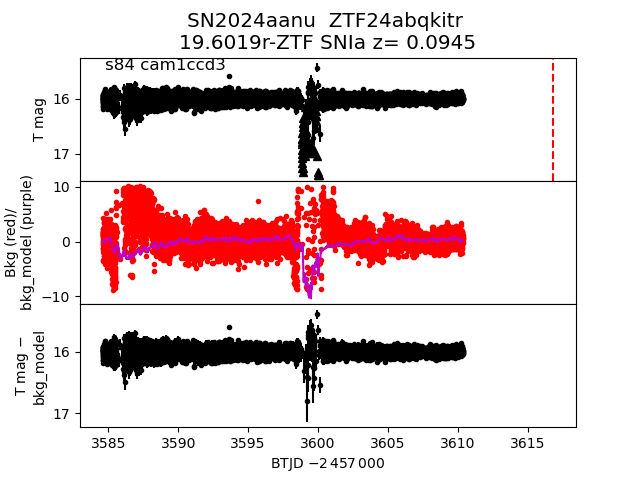 SN2024aanu ZTF24abqkitr
19.6019r-ZTF SNIa z= 0.0945
s84 cam1ccd3
T mag
16
17
Bkg (red)/
bkg_model (purple)
10
0
−10
T mag −
bkg_model
16
17
3585 3590 3595 3600 3605 3610 3615
BTJD −2 457 000